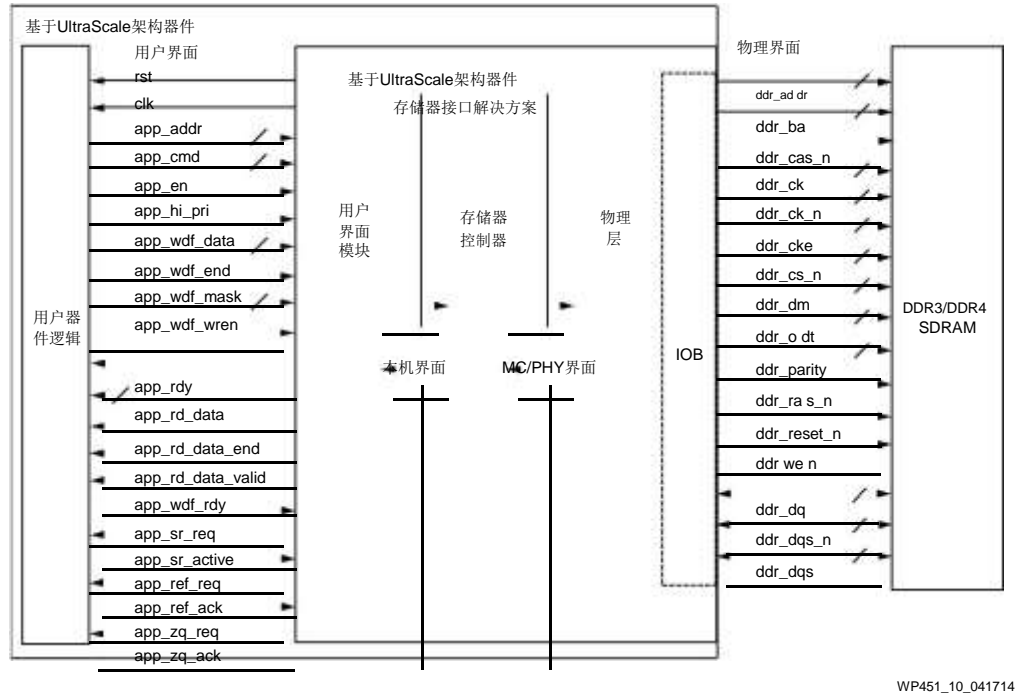 基于UltraScale架构器件
用户界面
rst
clk
app_addr
app_cmd
app_en
app_hi_pri
app_wdf_data
app_wdf_end
app_wdf_mask
app_wdf_wren
app_rdy
app_rd_data
app_rd_data_end
app_rd_data_valid
app_wdf_rdy
app_sr_req
app_sr_active
app_ref_req
app_ref_ack
app_zq_req
app_zq_ack
用户器
件逻辑
基于UltraScale架构器件
存储器接口解决方案
用户
界面
模块
存储器
控制器
物理
层
本机界面
MC/PHY界面
IOB
物理界面
ddr_ad dr
ddr_ba
ddr_cas_n
ddr_ck
ddr_ck_n
ddr_cke
ddr_cs_n
ddr_dm
ddr_o dt
ddr_parity
ddr_ra s_n
ddr_reset_n
ddr we n
ddr_dq
ddr_dqs_n
ddr_dqs
DDR3/DDR4
SDRAM
WP451_10_041714